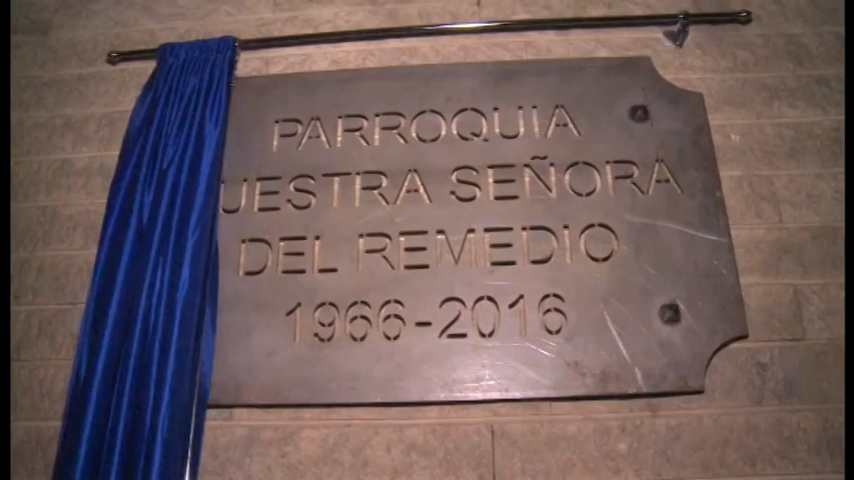 PARROQUIA
UESTRA SEÑORA
DEL REMEDIO
1966-2016